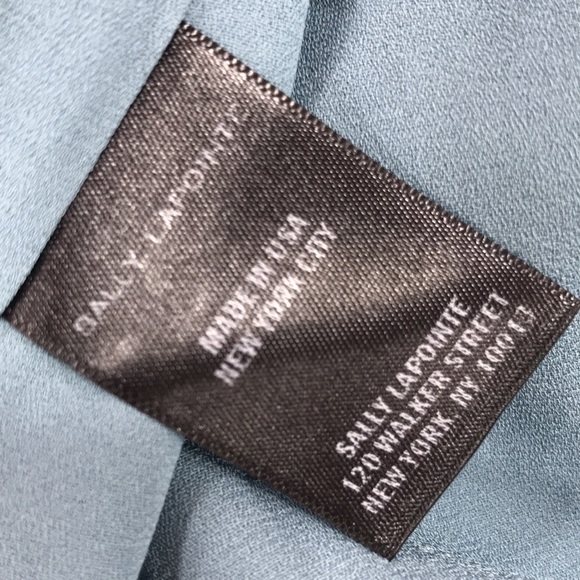 SALLY LAPOINTE
MADE IN USA
NEW YORK CITY
SALLY LAPOINTE
120 WALKER STREET
NEW YORK, NY 10013